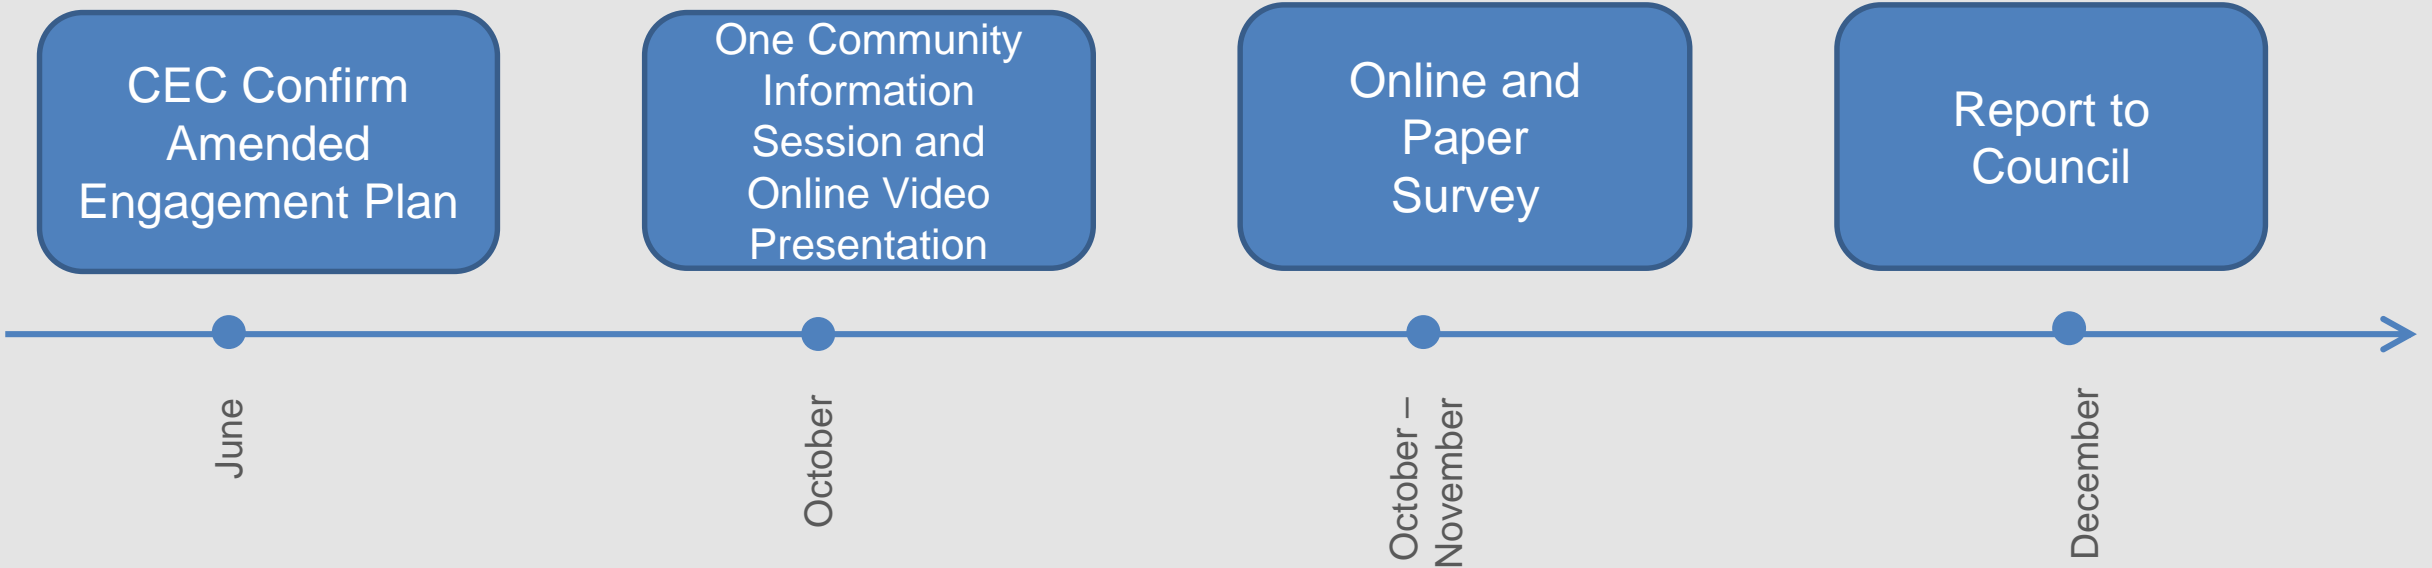 CEC Confirm
Amended
Engagement Plan
One Community
Information
Session and
Online Video
Presentation
Online and
Paper
Survey
Report to
Council
June
October
October –
November
December